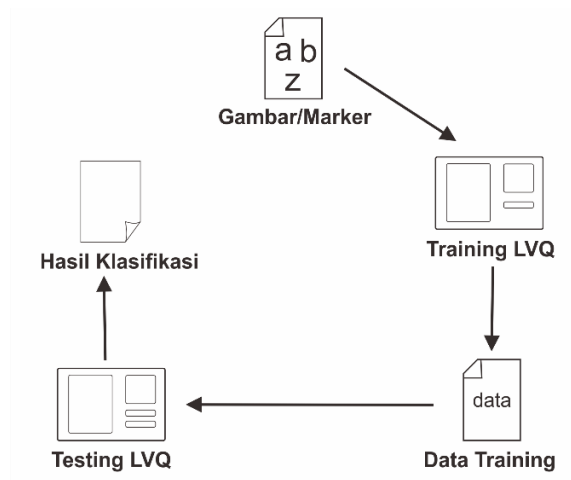 a b
z
Gambar/Marker
Training LVQ
data
Data Training
Testing LVQ
Hasil Klasifikasi